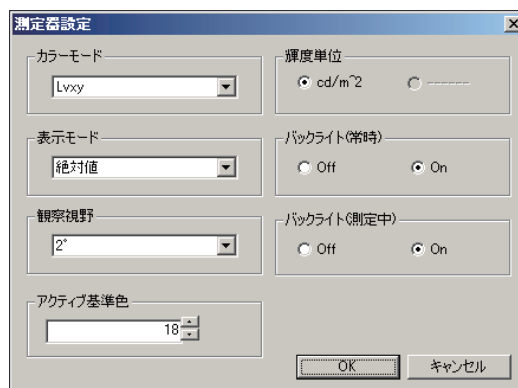 測定器設定
カラーモード
Lvxy
表示モード
絶対値
観察視野
2°
アクティブ基準色
18
輝度単位
cd/m^2
------
バックライト(常時)
Off On
バックライト(測定中)
Off On
OK キャンセル